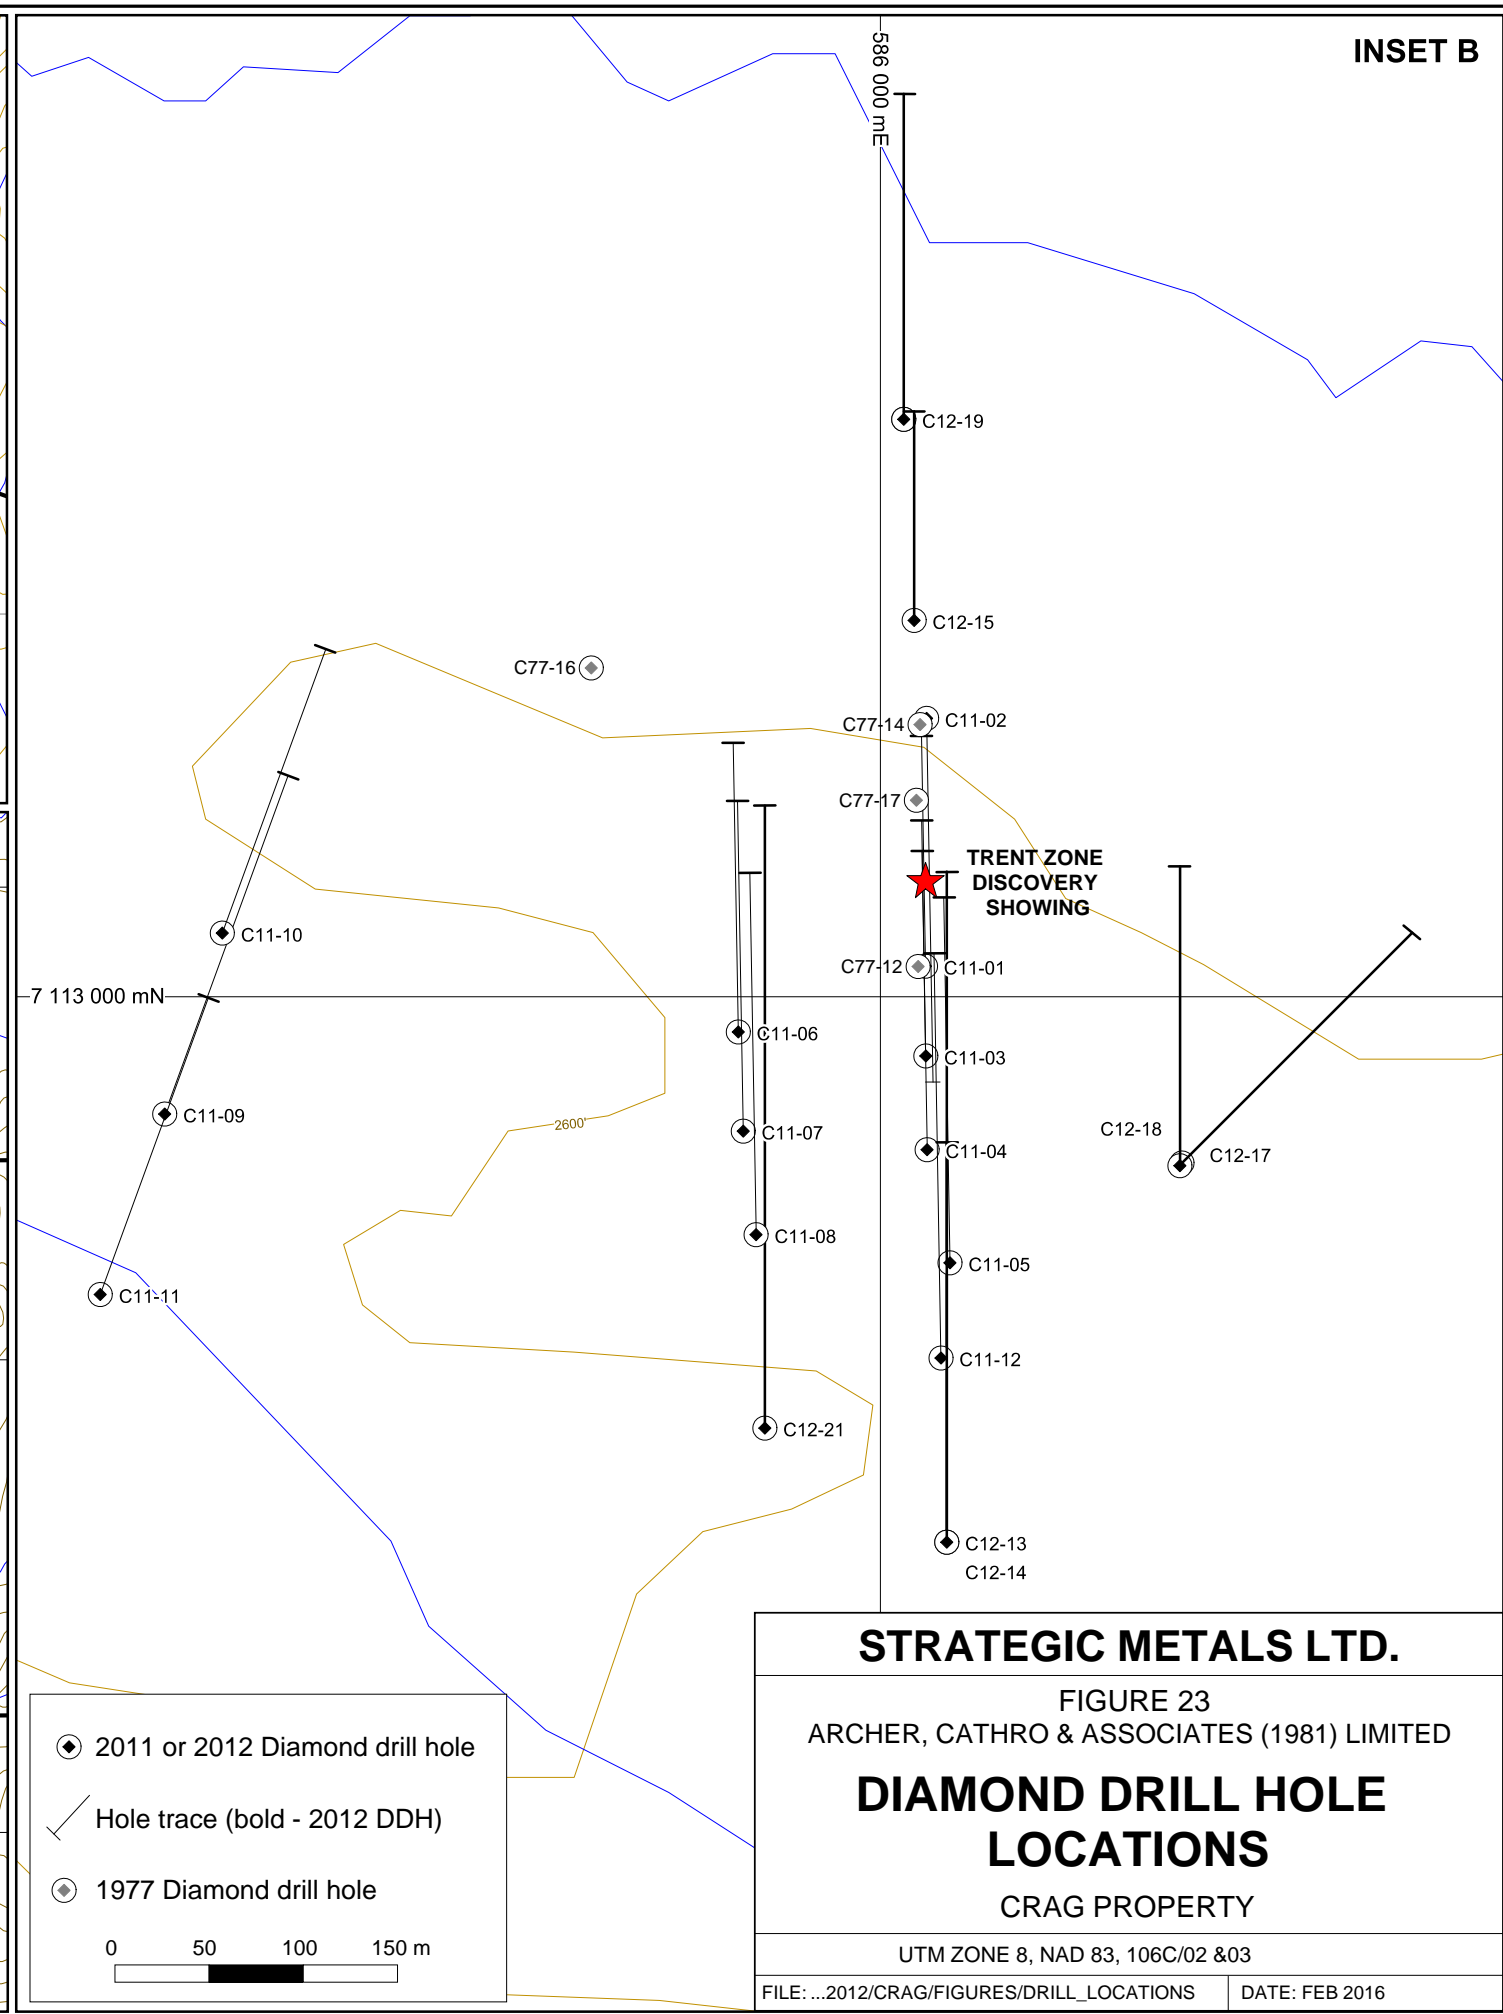 INSET B
586 000 mE
C12-19
C12-15
C77-16
C77-14
C11-02
C77-17
TRENT ZONE
DISCOVERY
SHOWING
C11-10
C77-12
C11-01
7 113 000 mN
C11-06
C11-03
C11-09
2600'
C11-07
C11-04
C12-18
C12-17
C11-08
C11-05
C11-11
C11-12
C12-21
C12-13
C12-14
STRATEGIC METALS LTD.
FIGURE 23
ARCHER, CATHRO & ASSOCIATES (1981) LIMITED
DIAMOND DRILL HOLE
LOCATIONS
CRAG PROPERTY
UTM ZONE 8, NAD 83, 106C/02 &03
FILE: ...2012/CRAG/FIGURES/DRILL_LOCATIONS
DATE: FEB 2016
2011 or 2012 Diamond drill hole
Hole trace (bold - 2012 DDH)
1977 Diamond drill hole
0 50 100 150 m